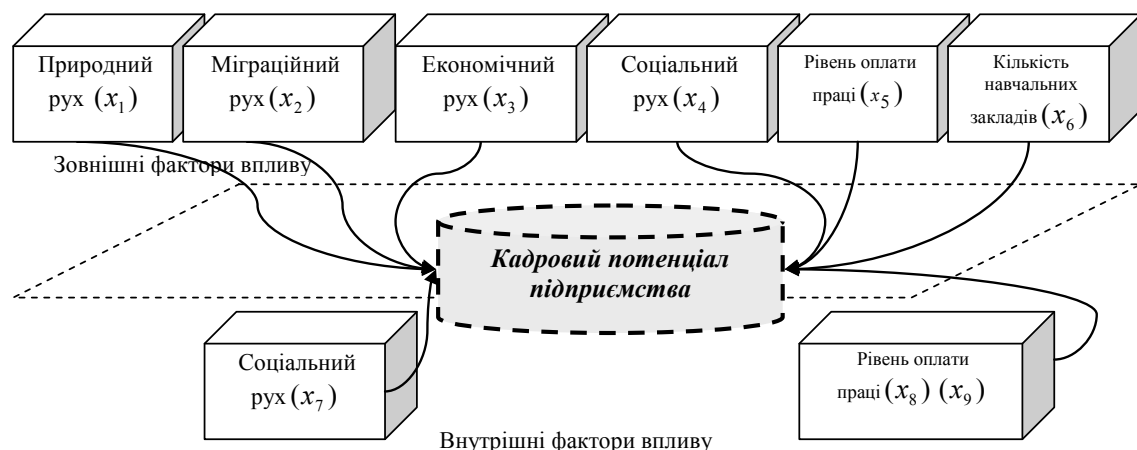 Природний
рух (x₁)
Міграційний
рух (x₂)
Економічний
рух (x₃)
Соціальний
рух (x₄)
Рівень оплати
праці (x₅)
Кількість
навчальних
закладів (x₆)
Зовнішні фактори впливу
Кадровий потенціал
підприємства
Соціальний
рух (x₇)
Рівень оплати
праці (x₈) (x₉)
Внутрішні фактори впливу